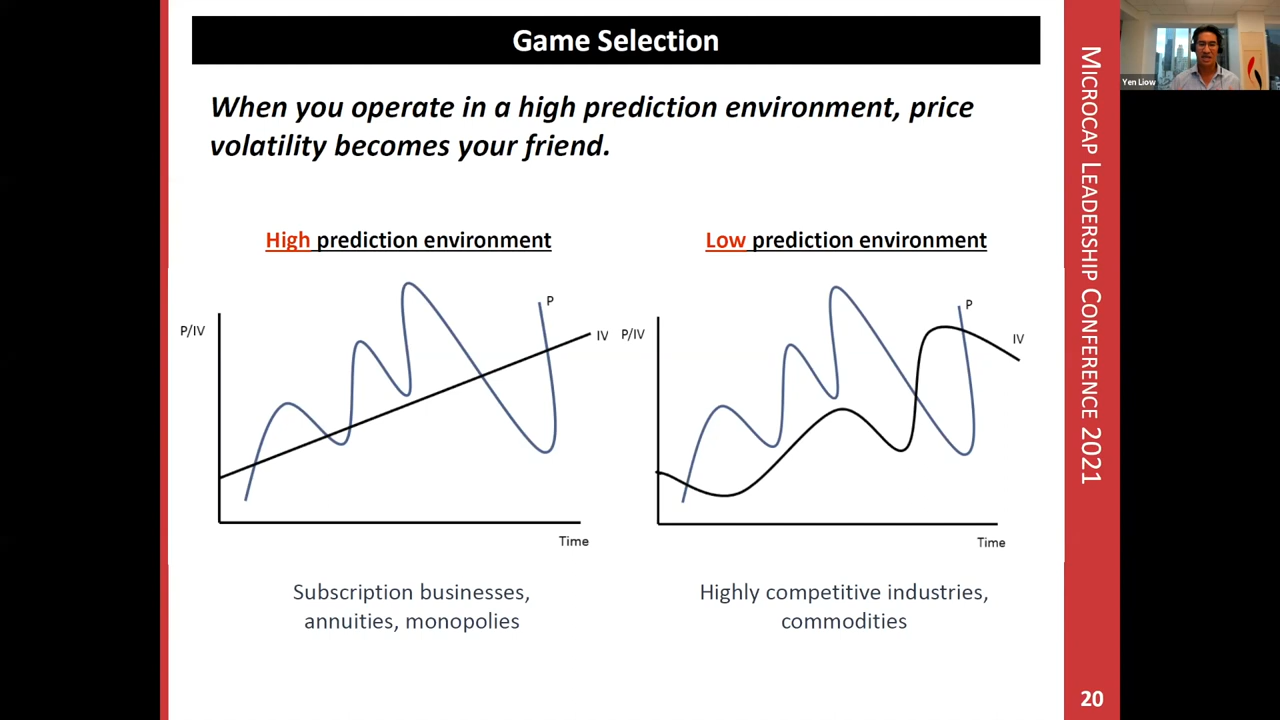 Game Selection
When you operate in a high prediction environment, price
volatility becomes your friend.
High prediction environment
P/IV
P
IV
Time
Subscription businesses,
annuities, monopolies
Low prediction environment
P/IV
P
IV
Time
Highly competitive industries,
commodities
MICROCAP LEADERSHIP CONFERENCE 2021
20
Yen Liow